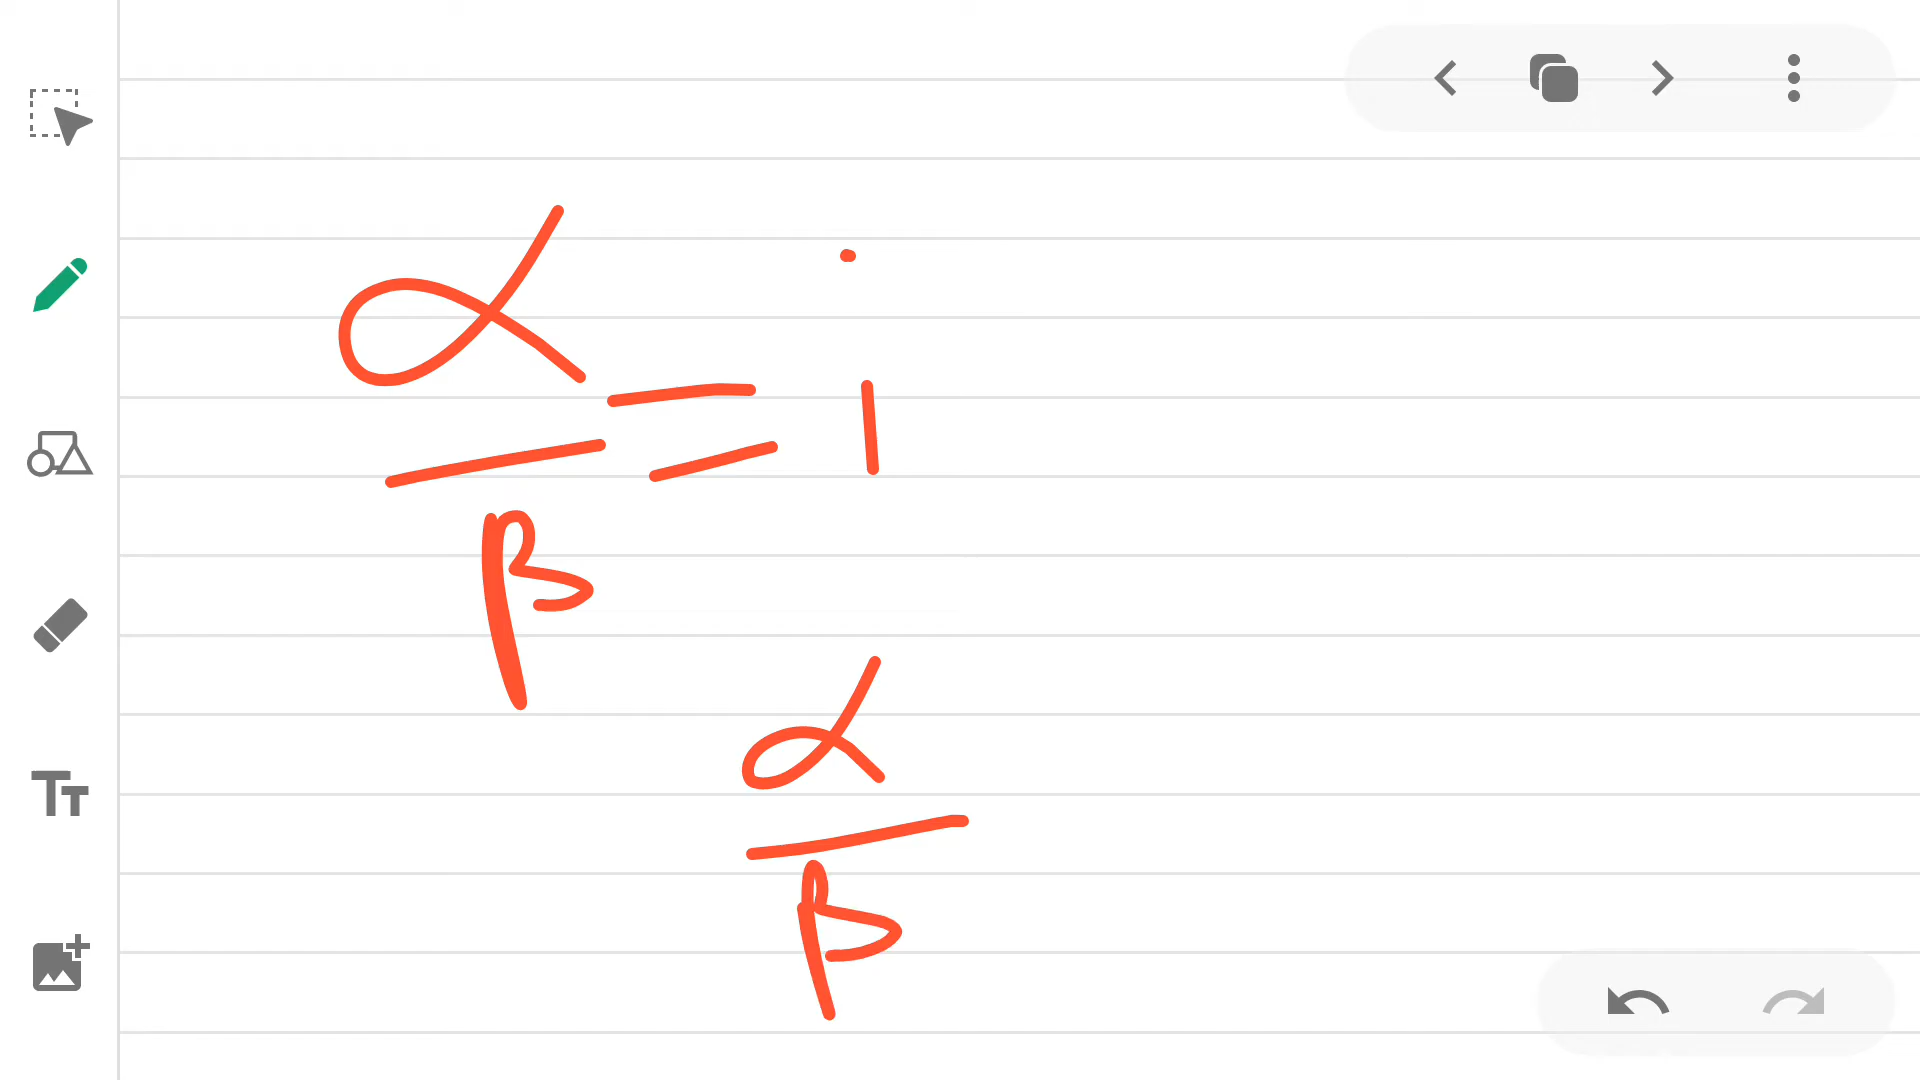 α/β = i
α/β